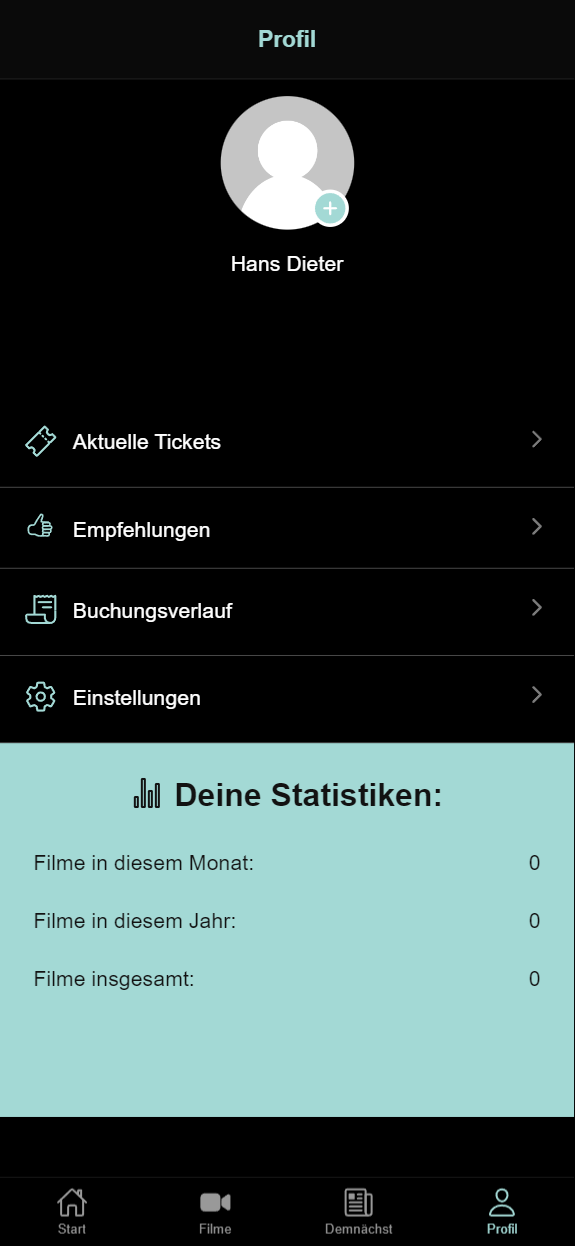 Profil
Hans Dieter
Aktuelle Tickets
Empfehlungen
Buchungsverlauf
Einstellungen
Deine Statistiken:
Filme in diesem Monat: 0
Filme in diesem Jahr: 0
Filme insgesamt: 0
Start Filme Demnächst Profil